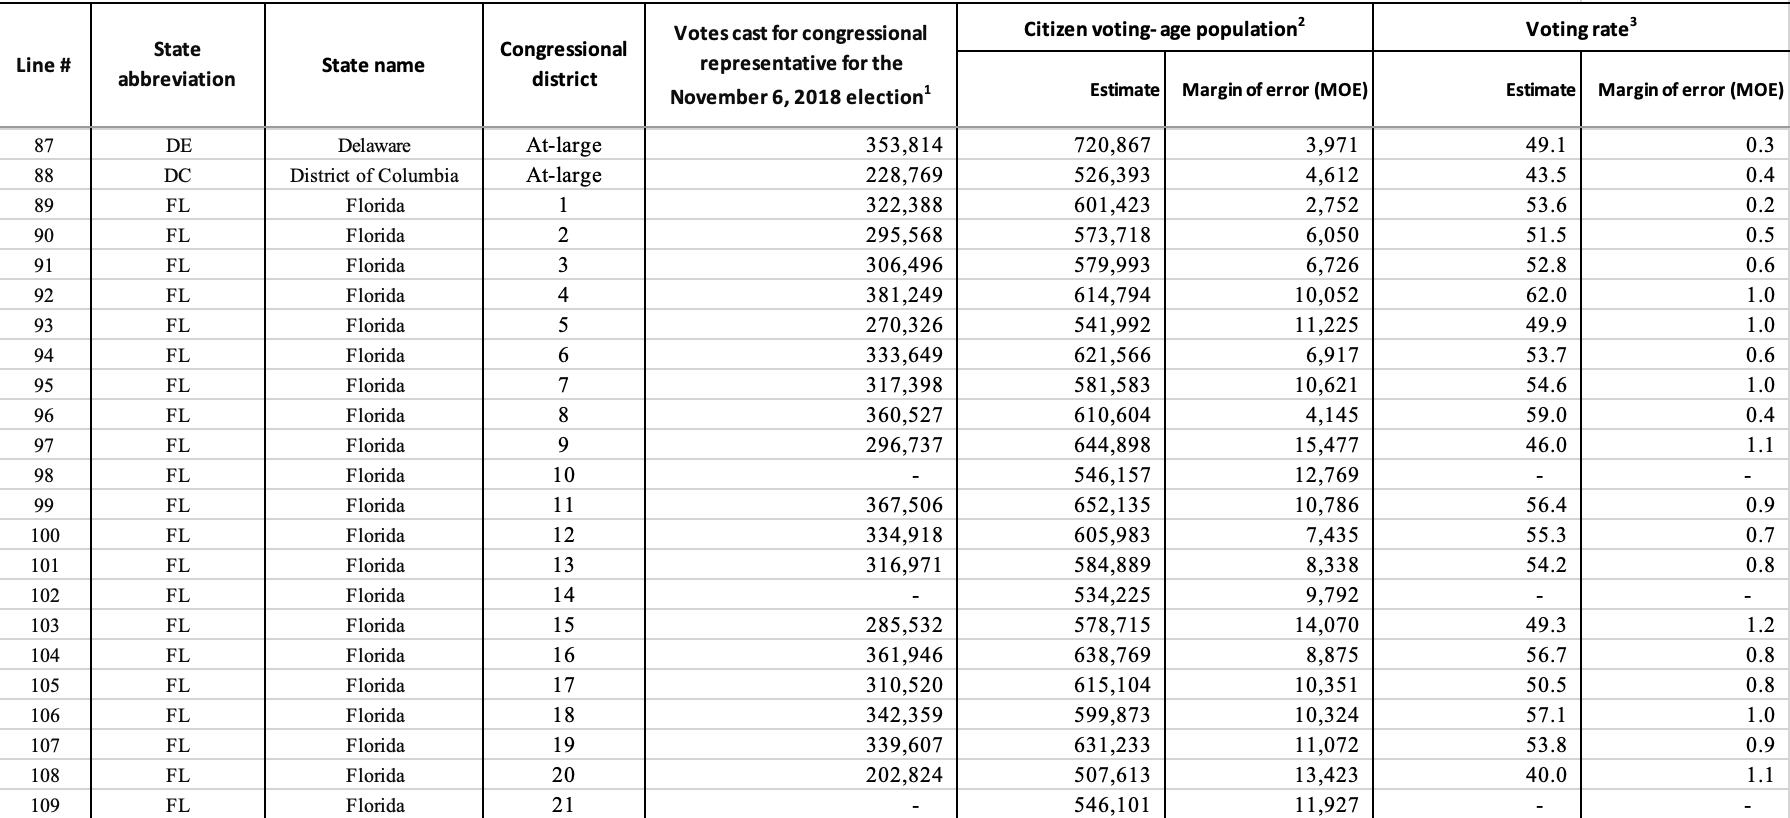 Line # State abbreviation State name Congressional district Votes cast for congressional representative for the November 6, 2018 election1 Citizen voting-age population2 Voting rate3
Estimate Margin of error (MOE) Estimate Margin of error (MOE)
87 DE Delaware At-large 353,814 720,867 3,971 49.1 0.3
88 DC District of Columbia At-large 228,769 526,393 4,612 43.5 0.4
89 FL Florida 1 322,388 601,423 2,752 53.6 0.2
90 FL Florida 2 295,568 573,718 6,050 51.5 0.5
91 FL Florida 3 306,496 579,993 6,726 52.8 0.6
92 FL Florida 4 381,249 614,794 10,052 62.0 1.0
93 FL Florida 5 270,326 541,992 11,225 49.9 1.0
94 FL Florida 6 333,649 621,566 6,917 53.7 0.6
95 FL Florida 7 317,398 581,583 10,621 54.6 1.0
96 FL Florida 8 360,527 610,604 4,145 59.0 0.4
97 FL Florida 9 296,737 644,898 15,477 46.0 1.1
98 FL Florida 10 - 546,157 12,769 - -
99 FL Florida 11 367,506 652,135 10,786 56.4 0.9
100 FL Florida 12 334,918 605,983 7,435 55.3 0.7
101 FL Florida 13 316,971 584,889 8,338 54.2 0.8
102 FL Florida 14 - 534,225 9,792 - -
103 FL Florida 15 285,532 578,715 14,070 49.3 1.2
104 FL Florida 16 361,946 638,769 8,875 56.7 0.8
105 FL Florida 17 310,520 615,104 10,351 50.5 0.8
106 FL Florida 18 342,359 599,873 10,324 57.1 1.0
107 FL Florida 19 339,607 631,233 11,072 53.8 0.9
108 FL Florida 20 202,824 507,613 13,423 40.0 1.1
109 FL Florida 21 - 546,101 11,927 - -